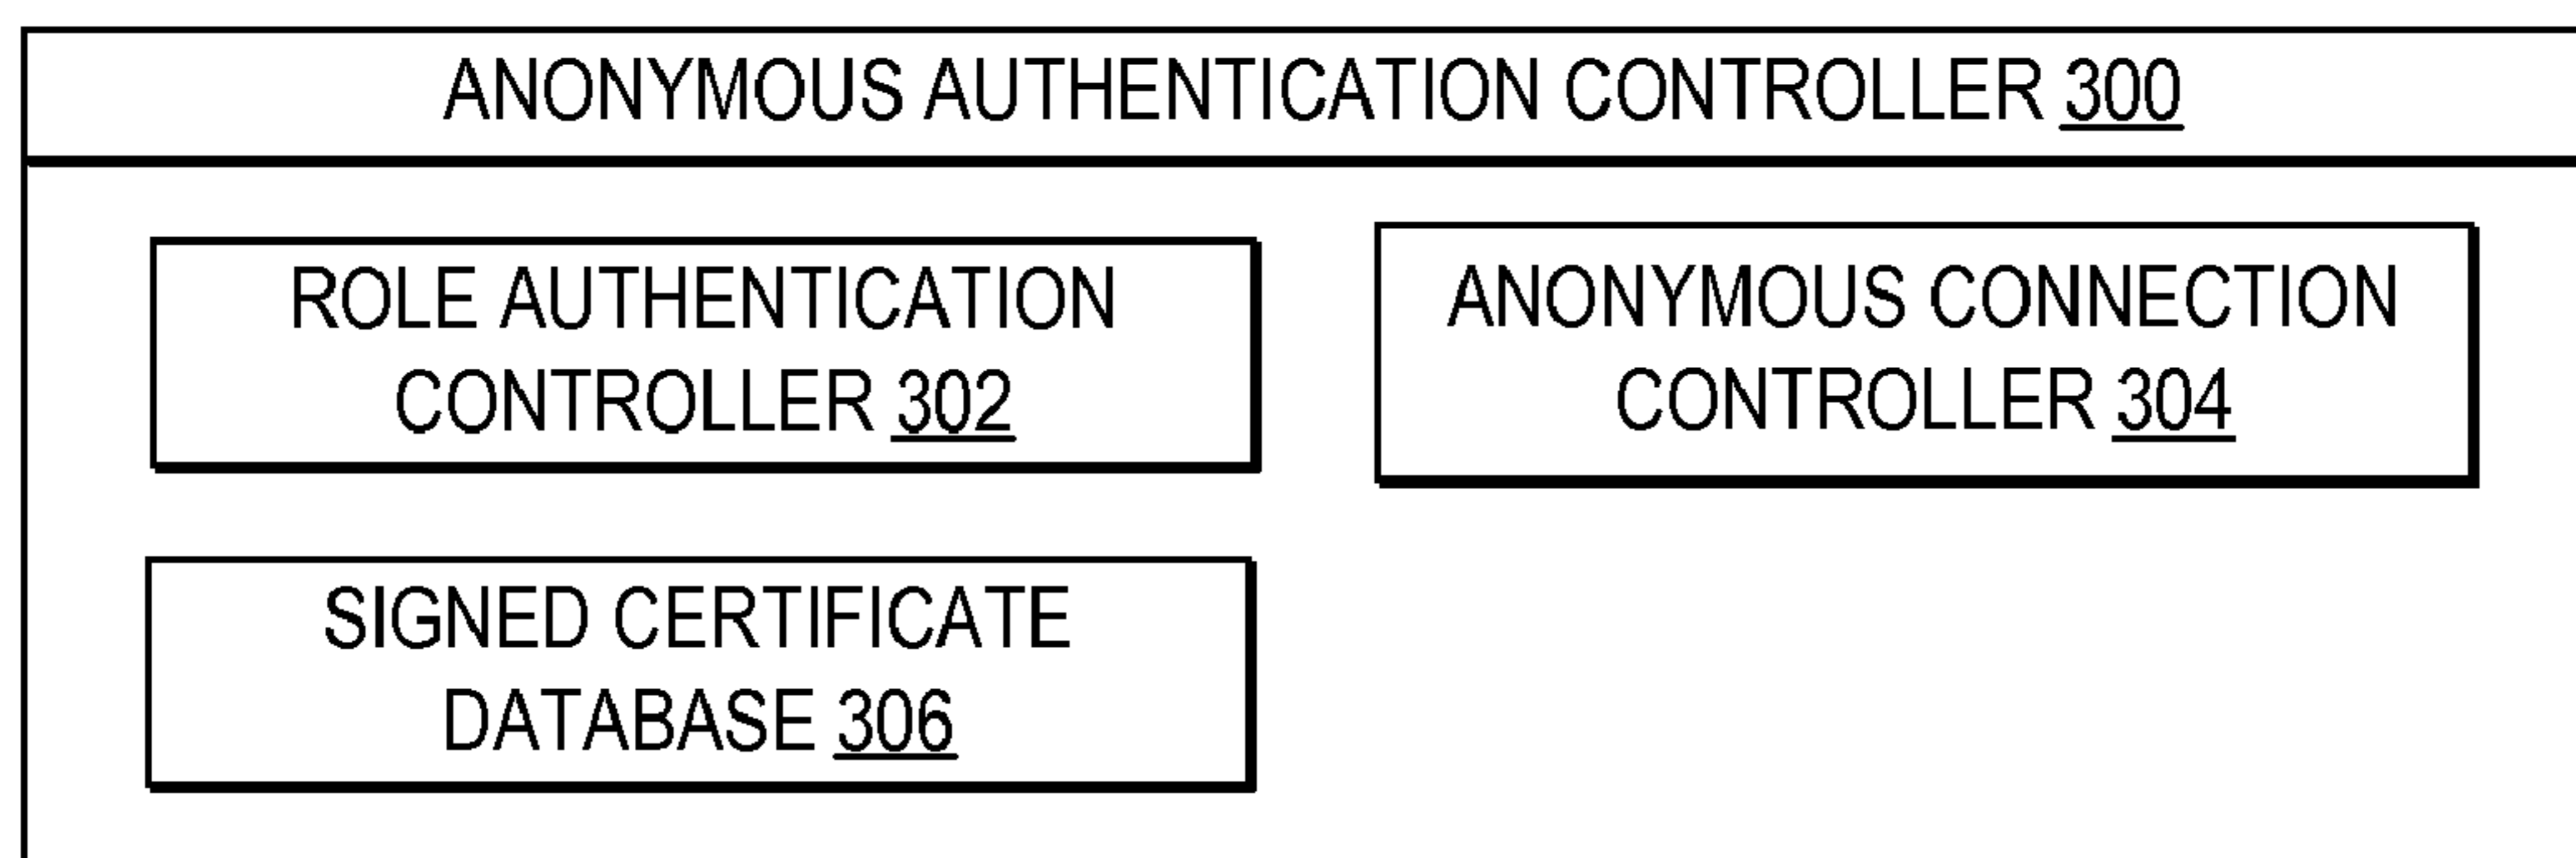 ANONYMOUS AUTHENTICATION CONTROLLER 300
ROLE AUTHENTICATION
CONTROLLER 302
ANONYMOUS CONNECTION
CONTROLLER 304
SIGNED CERTIFICATE
DATABASE 306